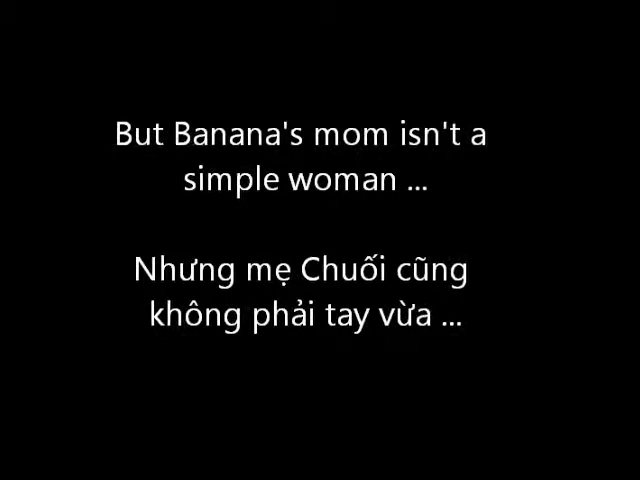 But Banana's mom isn't a
simple woman ...
Nhưng mẹ Chuối cũng
không phải tay vừa ...